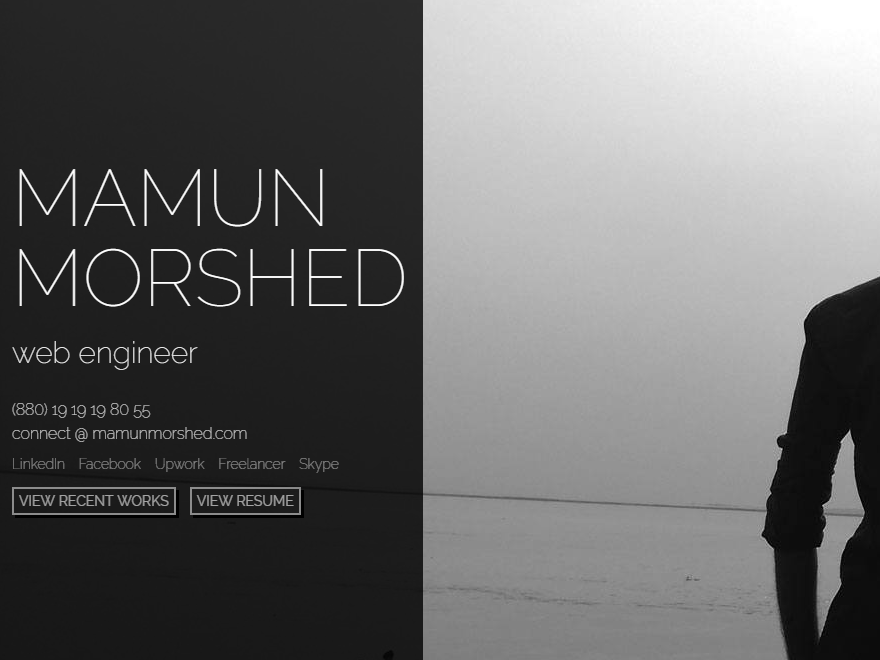 MAMUN
MORSHED
web engineer
(880) 19 19 19 80 55
connect @ mamunmorshed.com
LinkedIn Facebook Upwork Freelancer Skype
VIEW RECENT WORKS VIEW RESUME